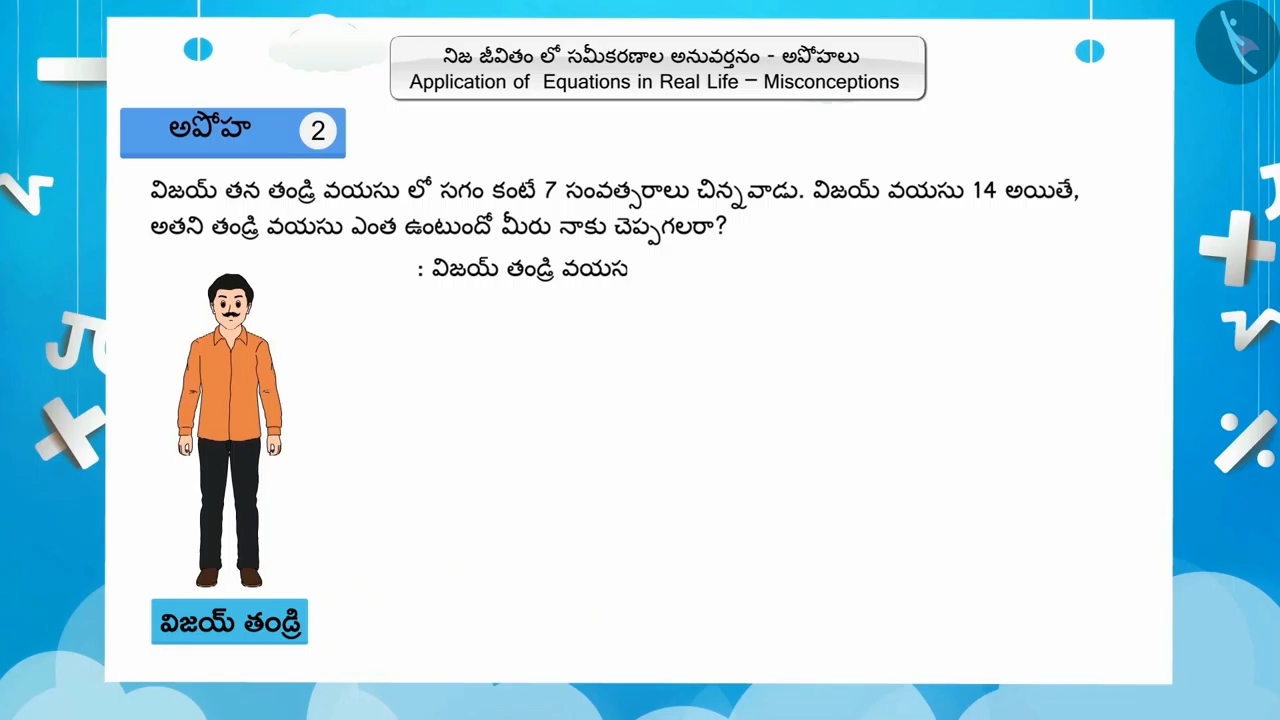 నిజ జీవితం లో సమీకరణాల అనువర్తనం - అపోహలు
Application of Equations in Real Life – Misconceptions
అపోహ 2
విజయ్ తన తండ్రి వయసు లో సగం కంటే 7 సంవత్సరాలు చిన్నవాడు. విజయ్ వయసు 14 అయితే,
అతని తండ్రి వయసు ఎంత ఉంటుందో మీరు నాకు చెప్పగలరా?
: విజయ్ తండ్రి వయస
విజయ్ తండ్రి